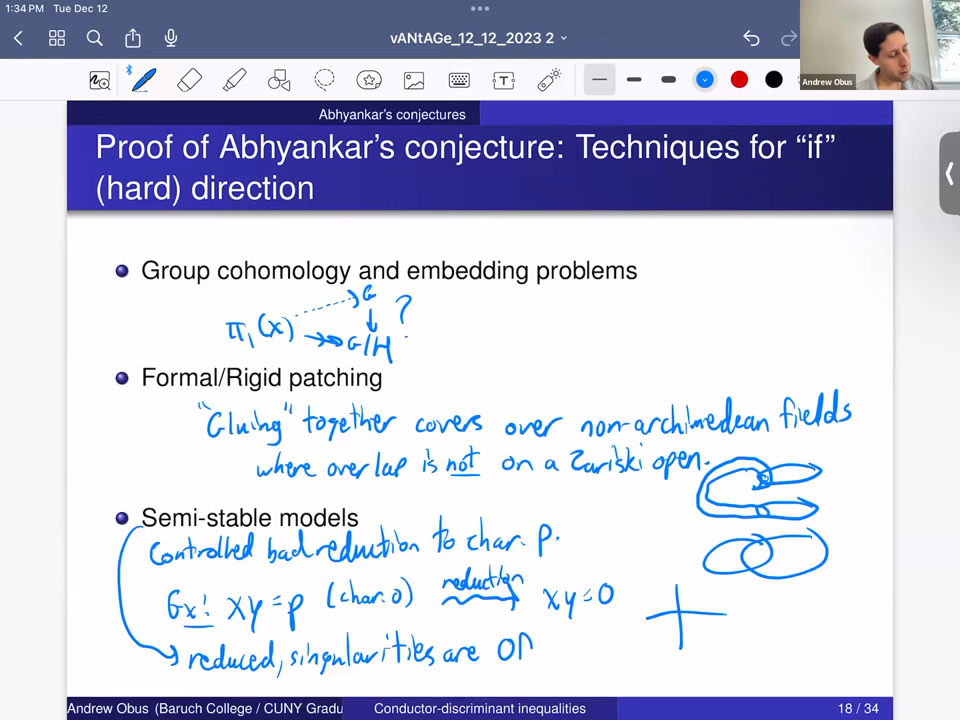 1:34 PM Tue Dec 12
vANtAGe_12_12_2023 2
Andrew Obus
Abhyankar's conjectures
Proof of Abhyankar's conjecture: Techniques for "if"
(hard) direction
Group cohomology and embedding problems
G
π₁(x) ↠ G/H ?
Formal/Rigid patching
"Gluing" together covers over non-archimedean fields
where overlap is not on a Zariski open.
Semi-stable models
Controlled bad reduction to char. p.
Ex: xy=p (char. 0) reduction xy=0
reduced, singularities are
Andrew Obus (Baruch College / CUNY Gradu
Conductor-discriminant inequalities
18 / 34